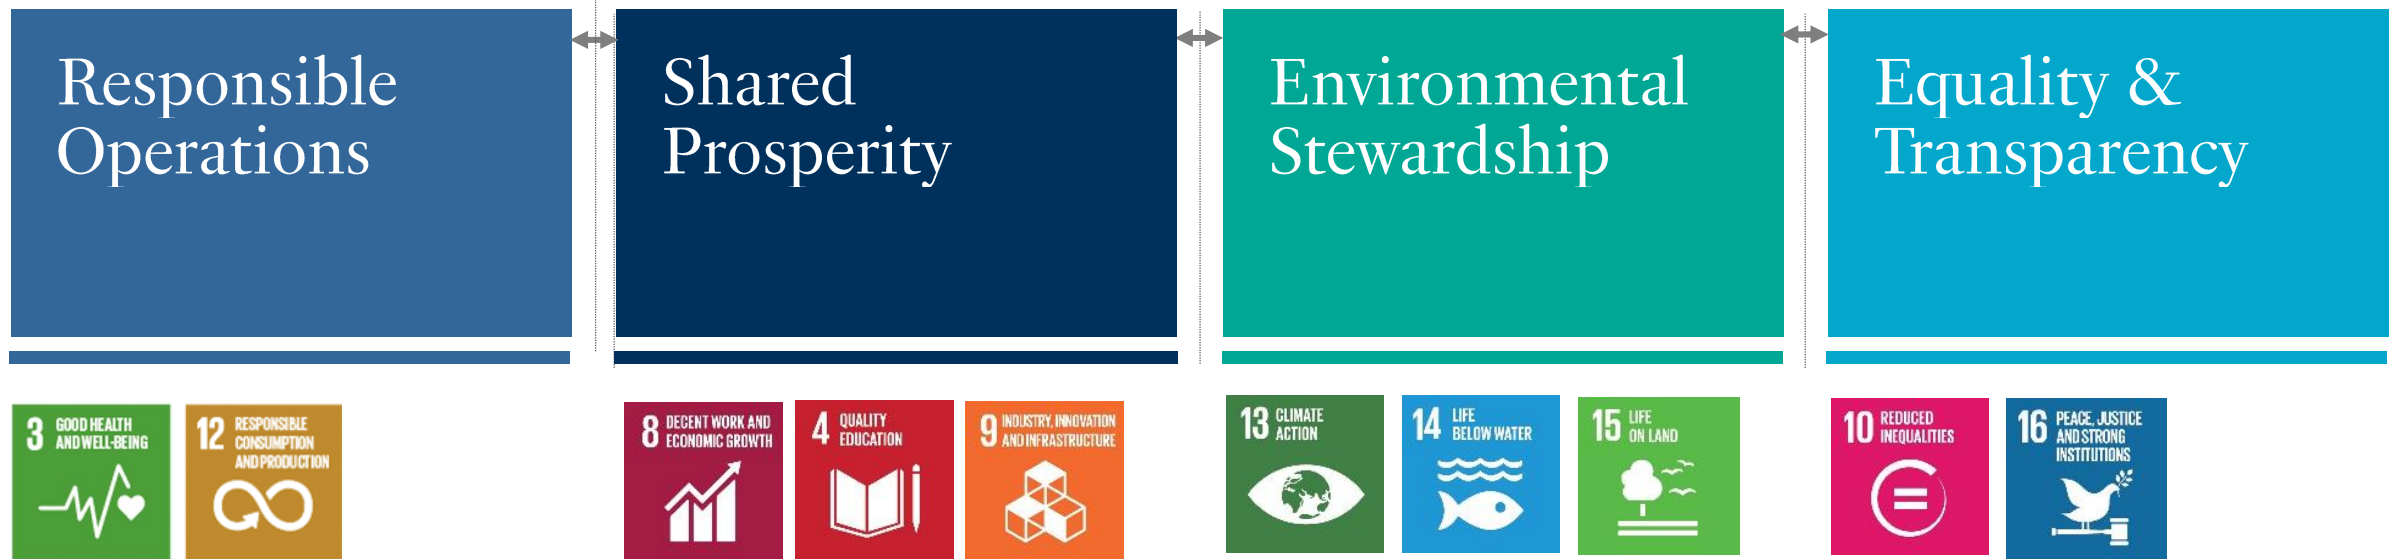 Responsible
Operations
Shared
Prosperity
Environmental
Stewardship
Equality &
Transparency
3 GOOD HEALTH
AND WELL-BEING
12 RESPONSIBLE
CONSUMPTION
AND PRODUCTION
8 DECENT WORK AND
ECONOMIC GROWTH
4 QUALITY
EDUCATION
9 INDUSTRY, INNOVATION
AND INFRASTRUCTURE
13 CLIMATE
ACTION
14 LIFE
BELOW WATER
15 LIFE
ON LAND
10 REDUCED
INEQUALITIES
16 PEACE, JUSTICE
AND STRONG
INSTITUTIONS